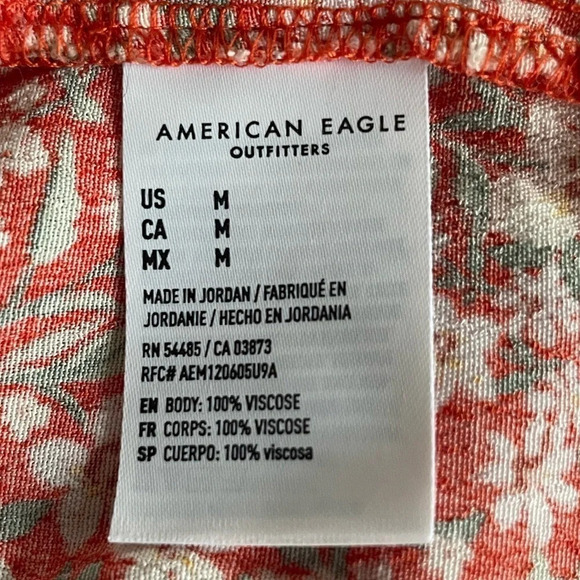 AMERICAN EAGLE
OUTFITTERS
US M
CA M
MX M
MADE IN JORDAN / FABRIQUÉ EN
JORDANIE / HECHO EN JORDANIA
RN 54485 / CA 03873
RFC# AEM120605U9A
EN BODY: 100% VISCOSE
FR CORPS: 100% VISCOSE
SP CUERPO: 100% viscosa